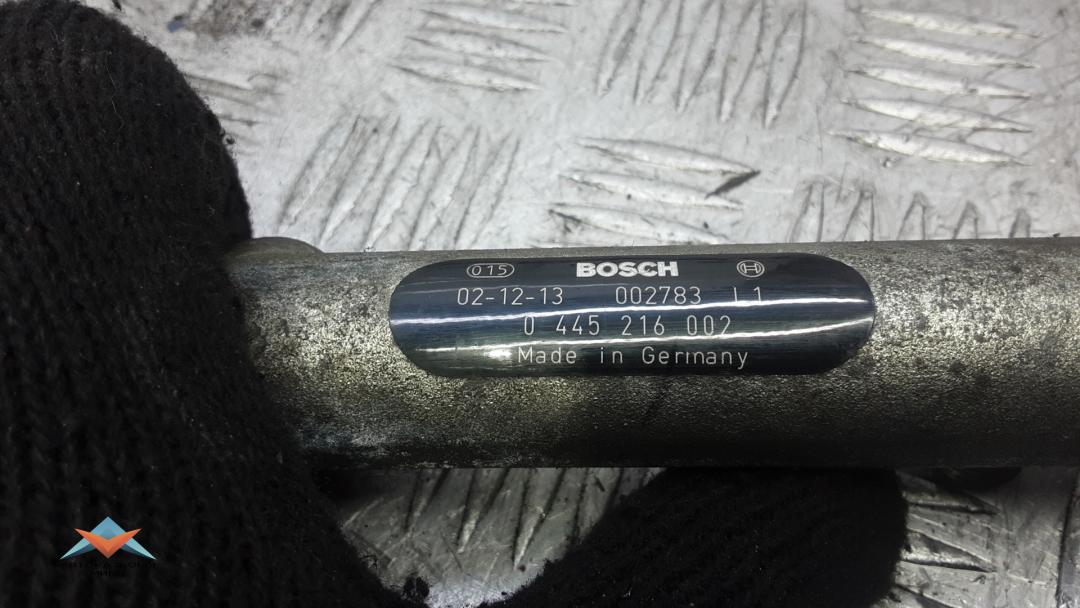 015 BOSCH
02-12-13 002783 L1
0 445 216 002
Made in Germany